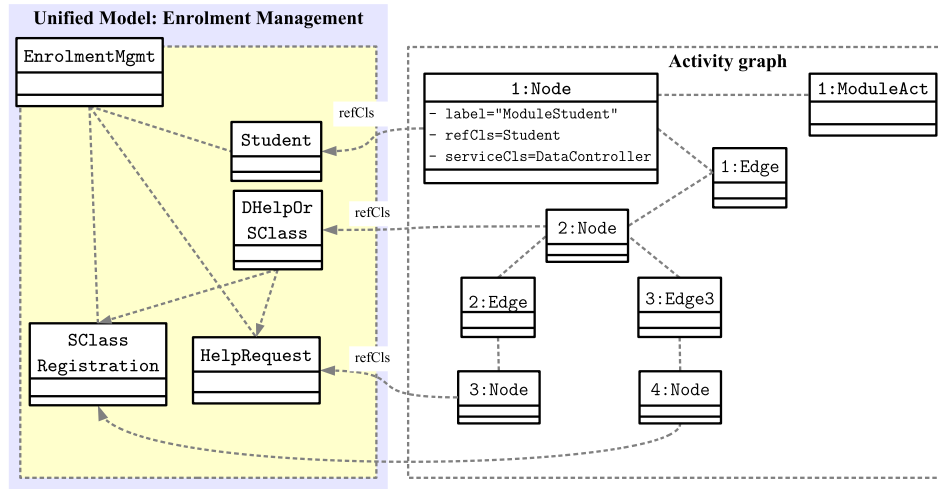 Unified Model: Enrolment Management
EnrolmentMgmt
Student
DHelpOr
SClass
SClass
Registration
HelpRequest
refCls
refCls
refCls
Activity graph
1:Node
- label="ModuleStudent"
- refCls=Student
- serviceCls=DataController
1:ModuleAct
1:Edge
2:Node
2:Edge
3:Edge3
3:Node
4:Node